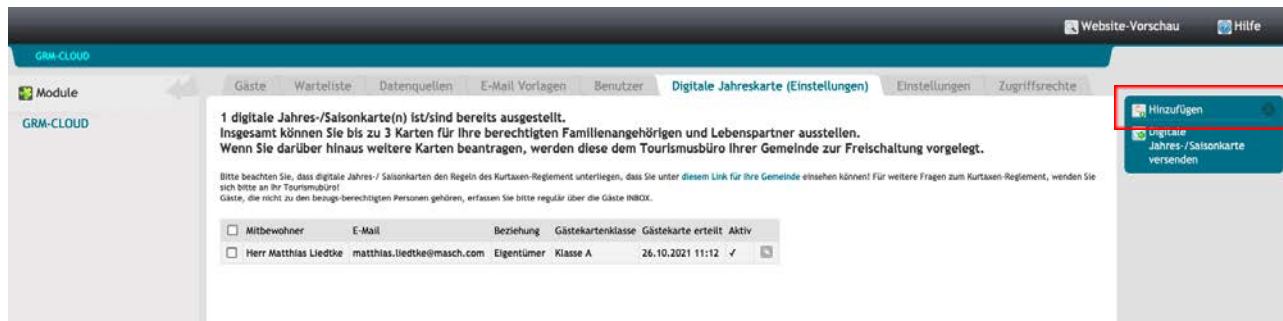 Website-Vorschau Hilfe
GRM-CLOUD
Module
GRM-CLOUD
Gäste Warteliste Datenquellen E-Mail Vorlagen Benutzer Digitale Jahreskarte (Einstellungen) Einstellungen Zugriffsrechte
1 digitale Jahres-/Saisonkarte(n) ist/sind bereits ausgestellt.
Insgesamt können Sie bis zu 3 Karten für Ihre berechtigten Familienangehörigen und Lebenspartner ausstellen.
Wenn Sie darüber hinaus weitere Karten beantragen, werden diese dem Tourismusbüro Ihrer Gemeinde zur Freischaltung vorgelegt.
Bitte beachten Sie, dass digitale Jahres-/ Saisonkarten den Regeln des Kurtaxen-Reglement unterliegen, dass Sie unter diesem Link für Ihre Gemeinde einsehen können! Für weitere Fragen zum Kurtaxen-Reglement, wenden Sie
sich bitte an Ihr Tourismubüro!
Gäste, die nicht zu den bezugs-berechtigten Personen gehören, erfassen Sie bitte regulär über die Gäste INBOX.
Mitbewohner E-Mail Beziehung Gästekartenklasse Gästekarte erteilt Aktiv
Herr Matthias Liedtke matthias.liedtke@masch.com Eigentümer Klasse A 26.10.2021 11:12 ✓
Hinzufügen
Digitale
Jahres-/Saisonkarte
versenden